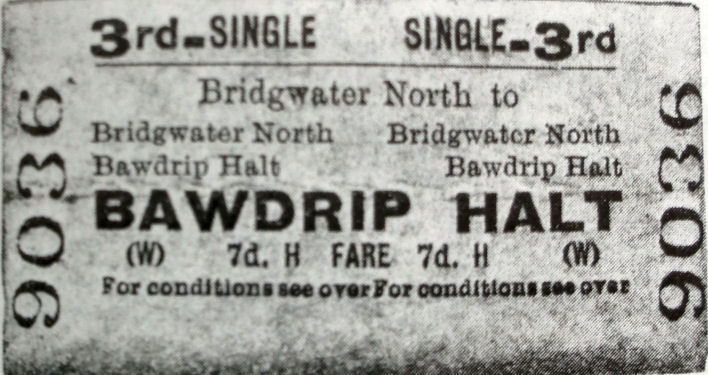 3rd-SINGLE SINGLE-3rd
Bridgwater North to
Bridgwater North Bridgwater North
Bawdrip Halt Bawdrip Halt
BAWDRIP HALT
(W) 7d. H FARE 7d. H (W)
For conditions see over For conditions see over
9036
9036